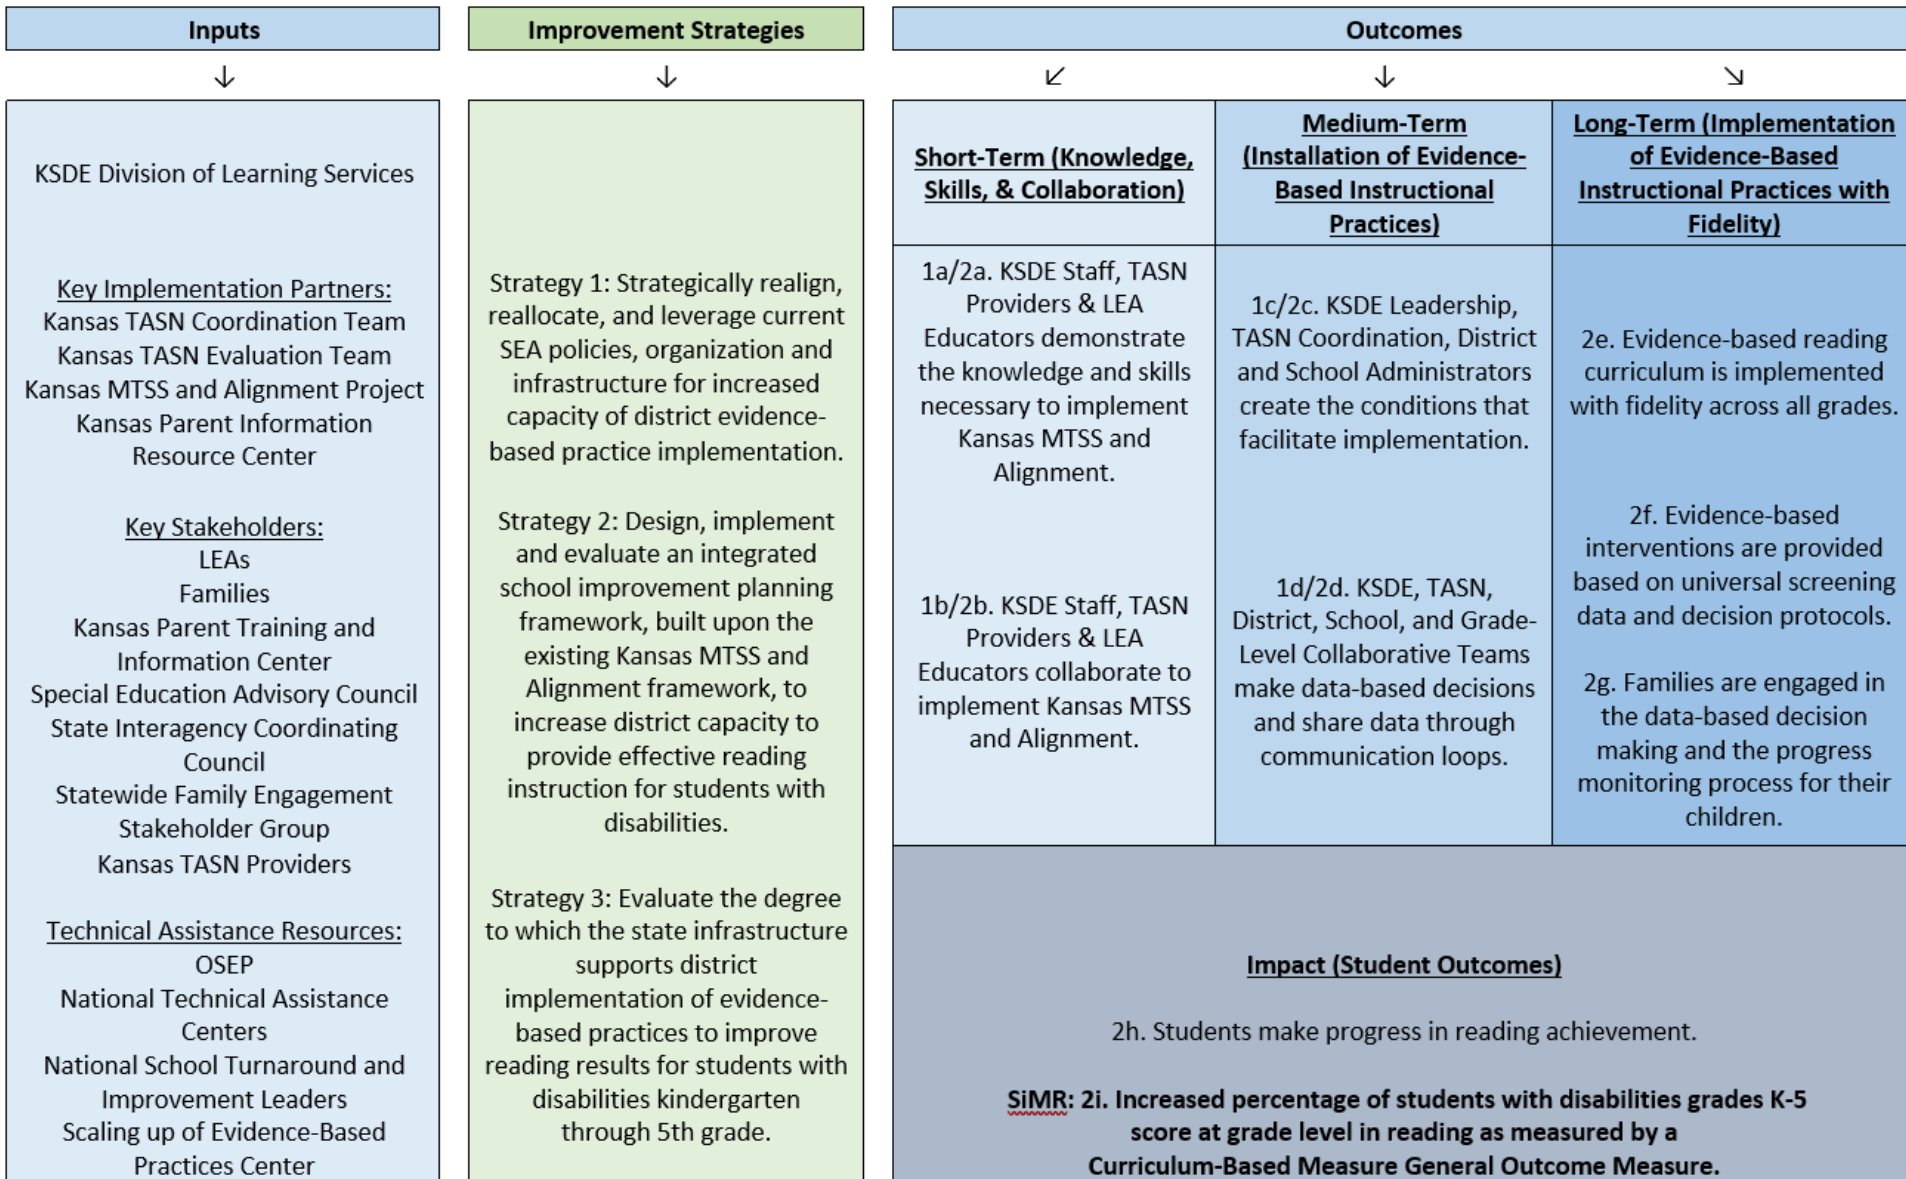 Inputs
↓
KSDE Division of Learning Services
Key Implementation Partners:
Kansas TASN Coordination Team
Kansas TASN Evaluation Team
Kansas MTSS and Alignment Project
Kansas Parent Information
Resource Center
Key Stakeholders:
LEAs
Families
Kansas Parent Training and
Information Center
Special Education Advisory Council
State Interagency Coordinating
Council
Statewide Family Engagement
Stakeholder Group
Kansas TASN Providers
Technical Assistance Resources:
OSEP
National Technical Assistance
Centers
National School Turnaround and
Improvement Leaders
Scaling up of Evidence-Based
Practices Center
Improvement Strategies
↓
Strategy 1: Strategically realign,
reallocate, and leverage current
SEA policies, organization and
infrastructure for increased
capacity of district evidence-
based practice implementation.
Strategy 2: Design, implement
and evaluate an integrated
school improvement planning
framework, built upon the
existing Kansas MTSS and
Alignment framework, to
increase district capacity to
provide effective reading
instruction for students with
disabilities.
Strategy 3: Evaluate the degree
to which the state infrastructure
supports district
implementation of evidence-
based practices to improve
reading results for students with
disabilities kindergarten
through 5th grade.
Outcomes
↙ ↓ ↘
Short-Term (Knowledge,
Skills, & Collaboration)
1a/2a. KSDE Staff, TASN
Providers & LEA
Educators demonstrate
the knowledge and skills
necessary to implement
Kansas MTSS and
Alignment.
1b/2b. KSDE Staff, TASN
Providers & LEA
Educators collaborate to
implement Kansas MTSS
and Alignment.
Medium-Term
(Installation of Evidence-
Based Instructional
Practices)
1c/2c. KSDE Leadership,
TASN Coordination, District
and School Administrators
create the conditions that
facilitate implementation.
1d/2d. KSDE, TASN,
District, School, and Grade-
Level Collaborative Teams
make data-based decisions
and share data through
communication loops.
Long-Term (Implementation
of Evidence-Based
Instructional Practices with
Fidelity)
2e. Evidence-based reading
curriculum is implemented
with fidelity across all grades.
2f. Evidence-based
interventions are provided
based on universal screening
data and decision protocols.
2g. Families are engaged in
the data-based decision
making and the progress
monitoring process for their
children.
Impact (Student Outcomes)
2h. Students make progress in reading achievement.
SiMR: 2i. Increased percentage of students with disabilities grades K-5
score at grade level in reading as measured by a
Curriculum-Based Measure General Outcome Measure.